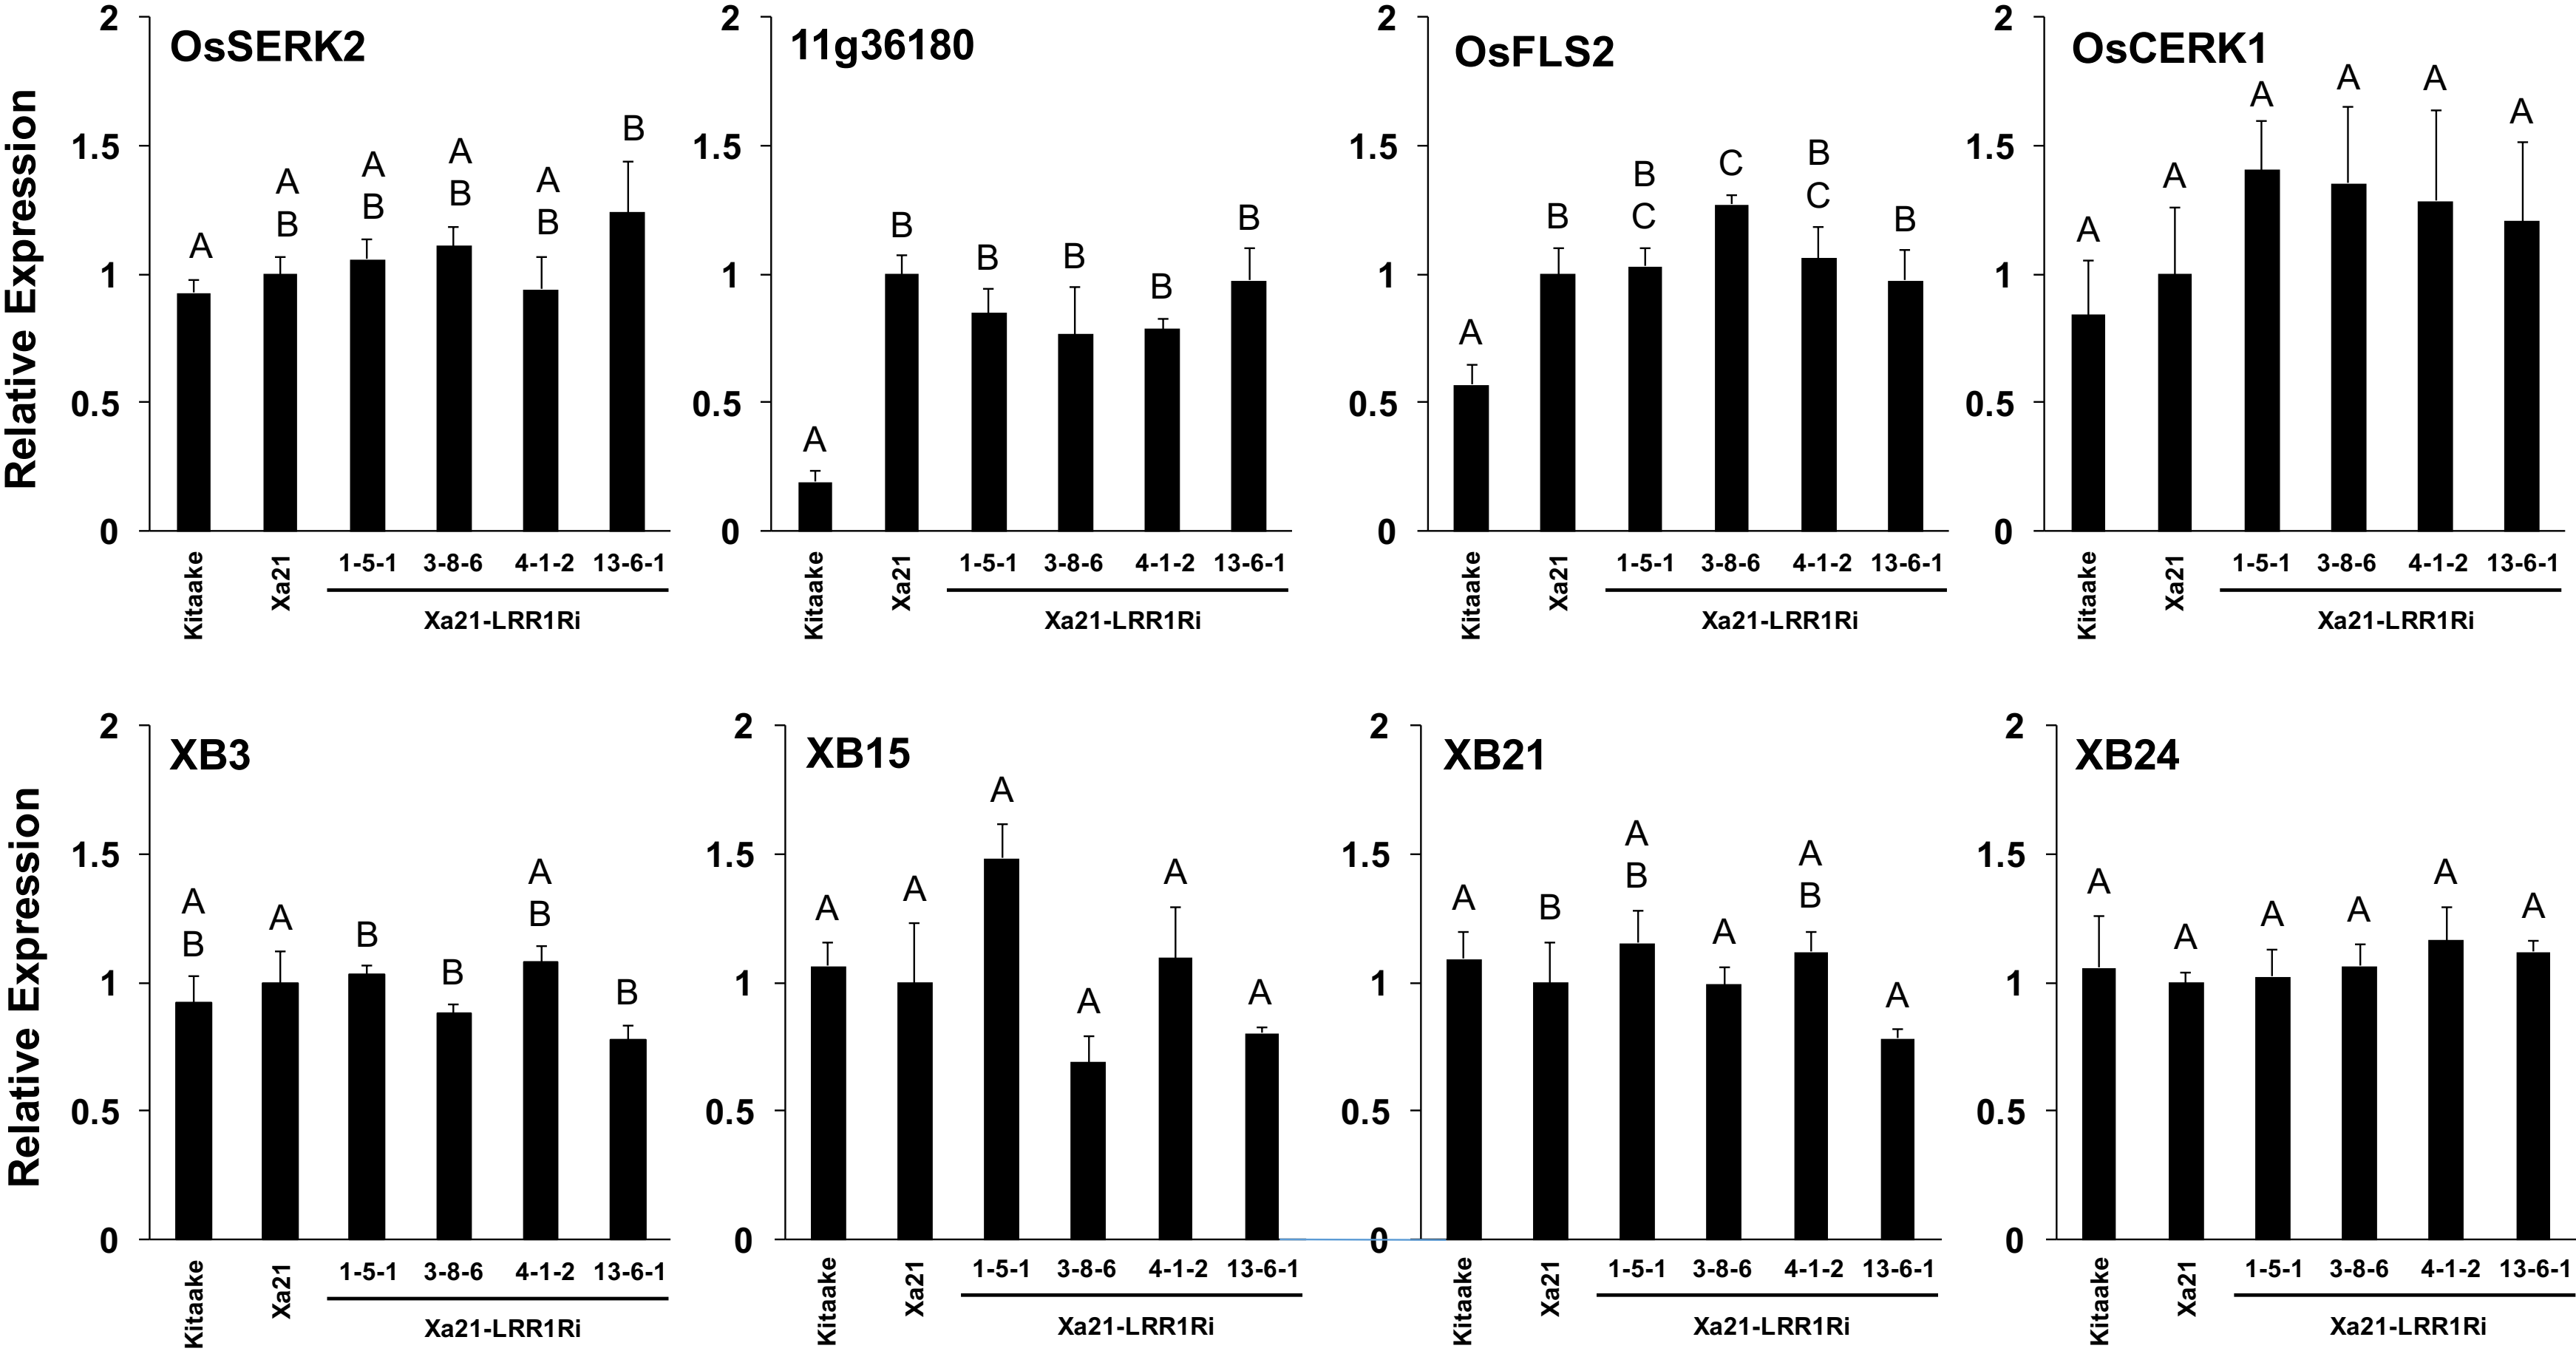 OsSERK2
Relative Expression
2
1.5
1
0.5
0
A
A
B
A
B
A
B
A
B
B
Kitaake
Xa21
1-5-1 3-8-6 4-1-2 13-6-1
Xa21-LRR1Ri
11g36180
2
1.5
1
0.5
0
A
B
B
B
B
B
Kitaake
Xa21
1-5-1 3-8-6 4-1-2 13-6-1
Xa21-LRR1Ri
OsFLS2
2
1.5
1
0.5
0
A
B
B
C
C
B
C
B
Kitaake
Xa21
1-5-1 3-8-6 4-1-2 13-6-1
Xa21-LRR1Ri
OsCERK1
2
1.5
1
0.5
0
A
A
A
A
A
A
Kitaake
Xa21
1-5-1 3-8-6 4-1-2 13-6-1
Xa21-LRR1Ri
XB3
Relative Expression
2
1.5
1
0.5
0
A
B
A
B
B
A
B
B
Kitaake
Xa21
1-5-1 3-8-6 4-1-2 13-6-1
Xa21-LRR1Ri
XB15
2
1.5
1
0.5
0
A
A
A
A
A
A
Kitaake
Xa21
1-5-1 3-8-6 4-1-2 13-6-1
Xa21-LRR1Ri
XB21
2
1.5
1
0.5
0
A
B
A
B
A
A
B
A
Kitaake
Xa21
1-5-1 3-8-6 4-1-2 13-6-1
Xa21-LRR1Ri
XB24
2
1.5
1
0.5
0
A
A
A
A
A
A
Kitaake
Xa21
1-5-1 3-8-6 4-1-2 13-6-1
Xa21-LRR1Ri